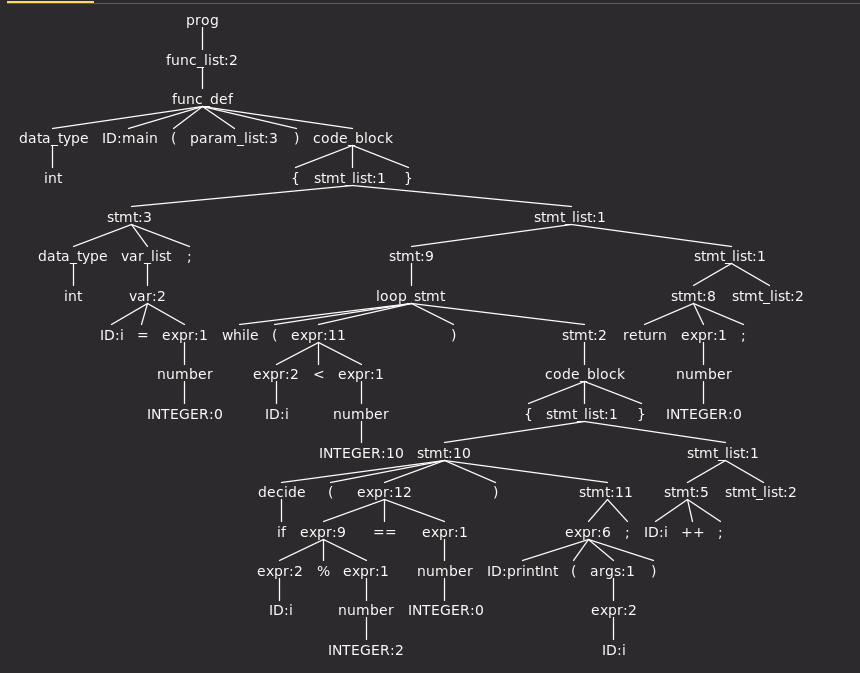 prog
func_list:2
func_def
data_type ID:main ( param_list:3 ) code_block
int { stmt_list:1 }
stmt:3 stmt_list:1
data_type var_list ; stmt:9 stmt_list:1
int var:2 loop_stmt stmt:8 stmt_list:2
ID:i = expr:1 while ( expr:11 ) stmt:2 return expr:1 ;
number expr:2 < expr:1 code_block number
INTEGER:0 ID:i number { stmt_list:1 } INTEGER:0
INTEGER:10 stmt:10 stmt_list:1
decide ( expr:12 ) stmt:11 stmt:5 stmt_list:2
if expr:9 == expr:1 expr:6 ; ID:i ++ ;
expr:2 % expr:1 number ID:printInt ( args:1 )
ID:i number INTEGER:0 expr:2
INTEGER:2 ID:i